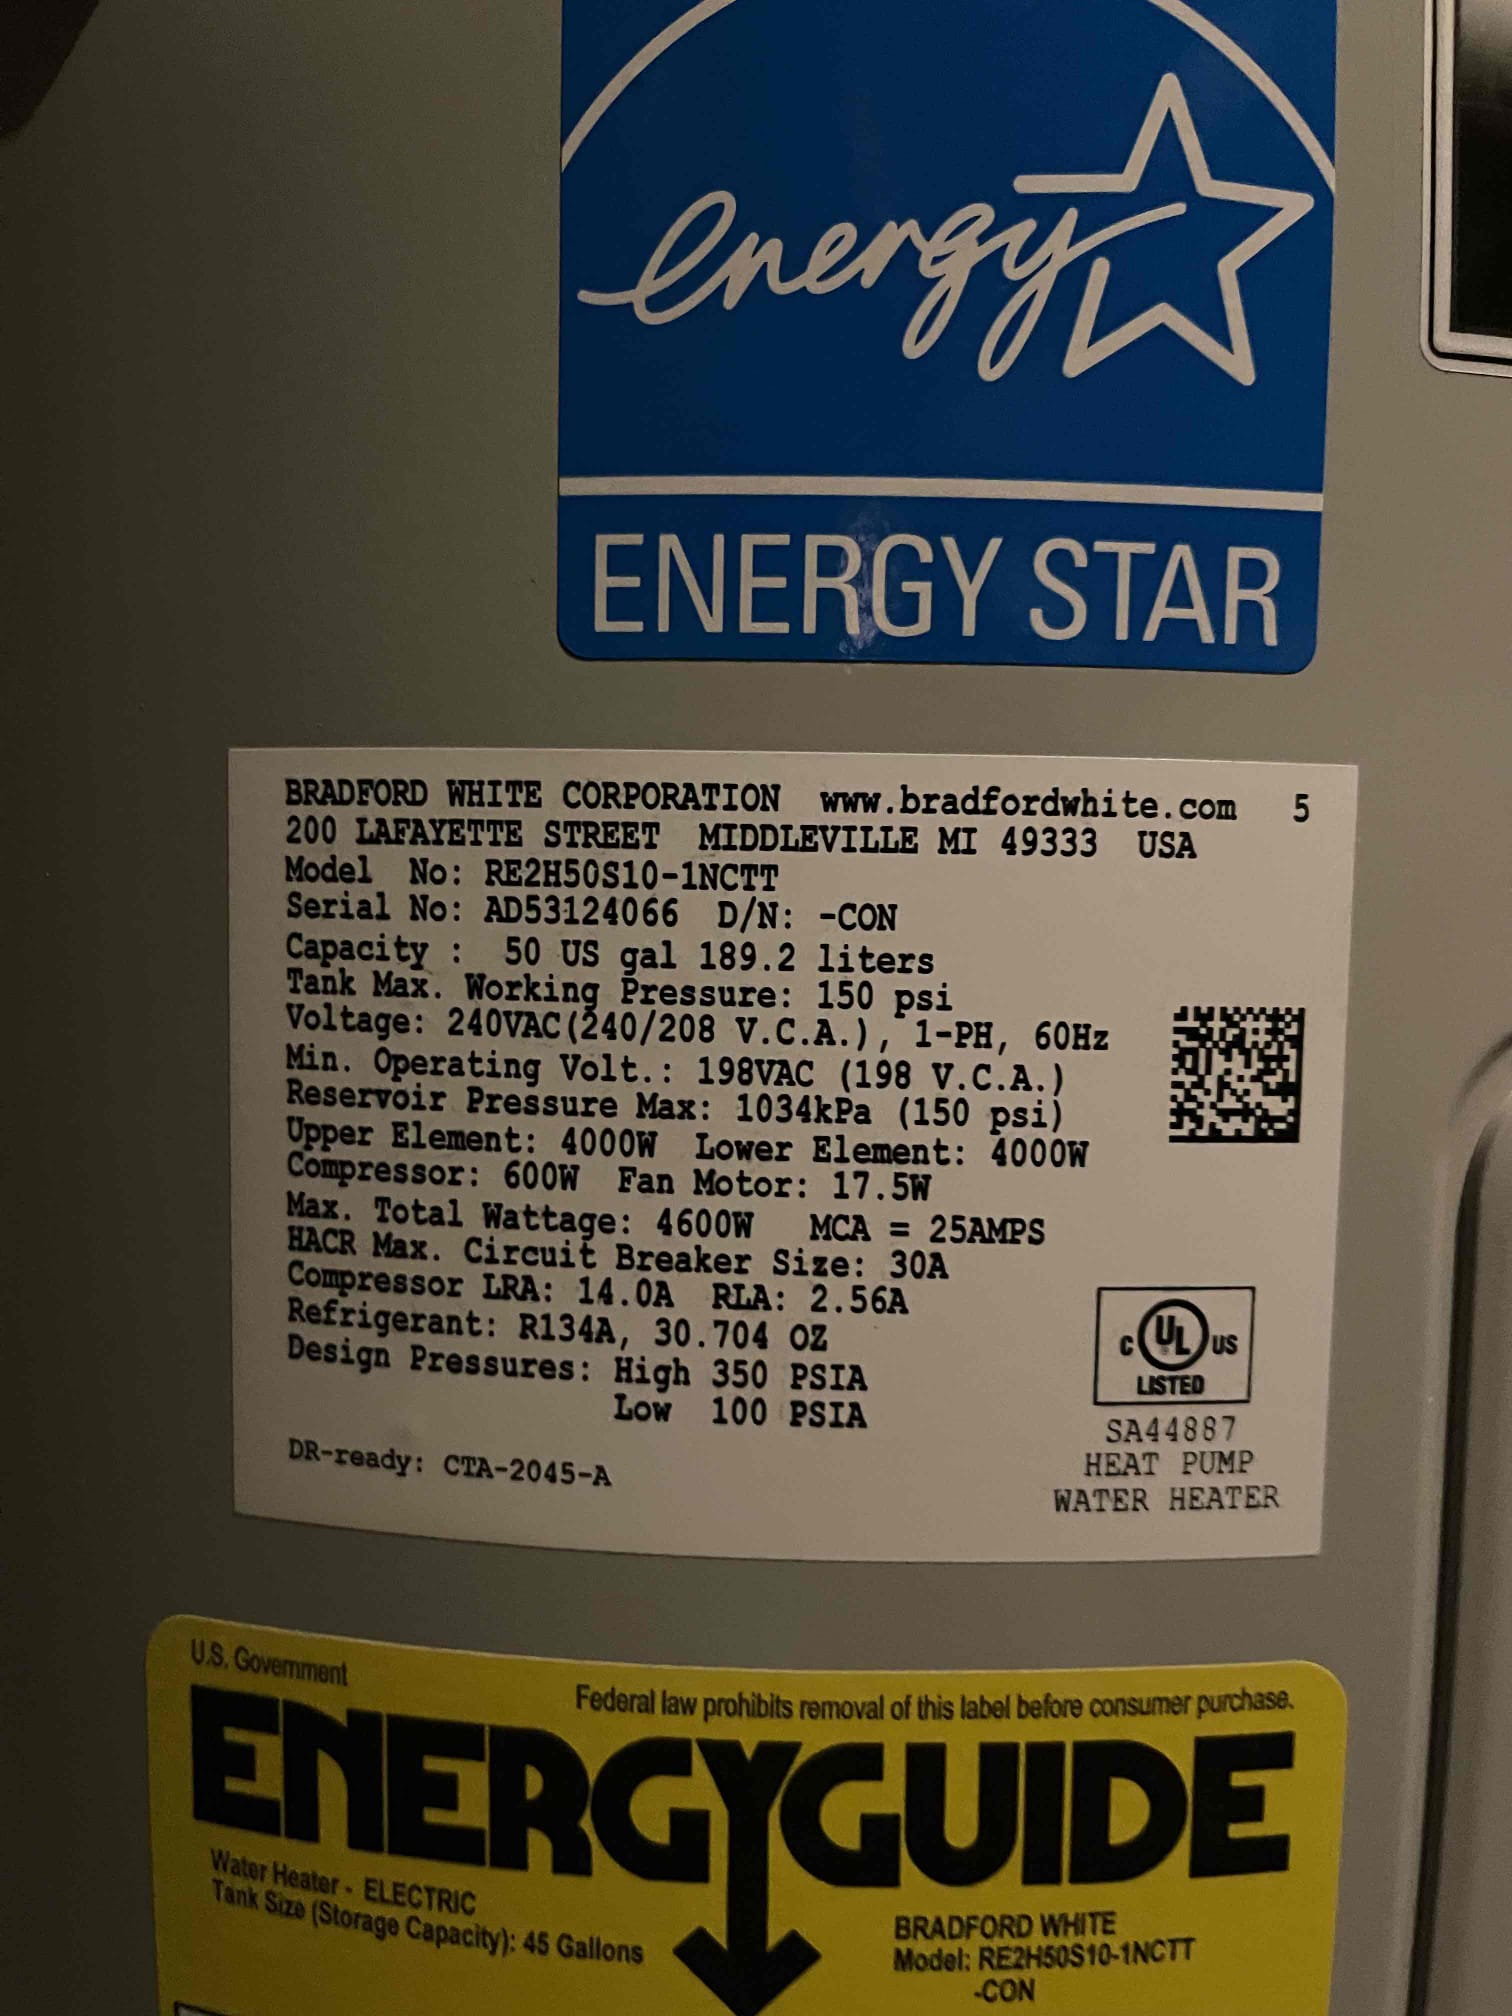 energy
ENERGY STAR
BRADFORD WHITE CORPORATION www.bradfordwhite.com 5
200 LAFAYETTE STREET MIDDLEVILLE MI 49333 USA
Model No: RE2H50S10-1NCTT
Serial No: AD53124066 D/N: -CON
Capacity : 50 US gal 189.2 liters
Tank Max. Working Pressure: 150 psi
Voltage: 240VAC(240/208 V.C.A.), 1-PH, 60Hz
Min. Operating Volt.: 198VAC (198 V.C.A.)
Reservoir Pressure Max: 1034kPa (150 psi)
Upper Element: 4000W Lower Element: 4000W
Compressor: 600W Fan Motor: 17.5W
Max. Total Wattage: 4600W MCA = 25AMPS
HACR Max. Circuit Breaker Size: 30A
Compressor LRA: 14.0A RLA: 2.56A
Refrigerant: R134A, 30.704 OZ
Design Pressures: High 350 PSIA
Low 100 PSIA
DR-ready: CTA-2045-A
C UL US
LISTED
SA44887
HEAT PUMP
WATER HEATER
U.S. Government
Federal law prohibits removal of this label before consumer purchase.
ENERGYGUIDE
Water Heater - ELECTRIC
Tank Size (Storage Capacity): 45 Gallons
BRADFORD WHITE
Model: RE2H50S10-1NCTT
-CON